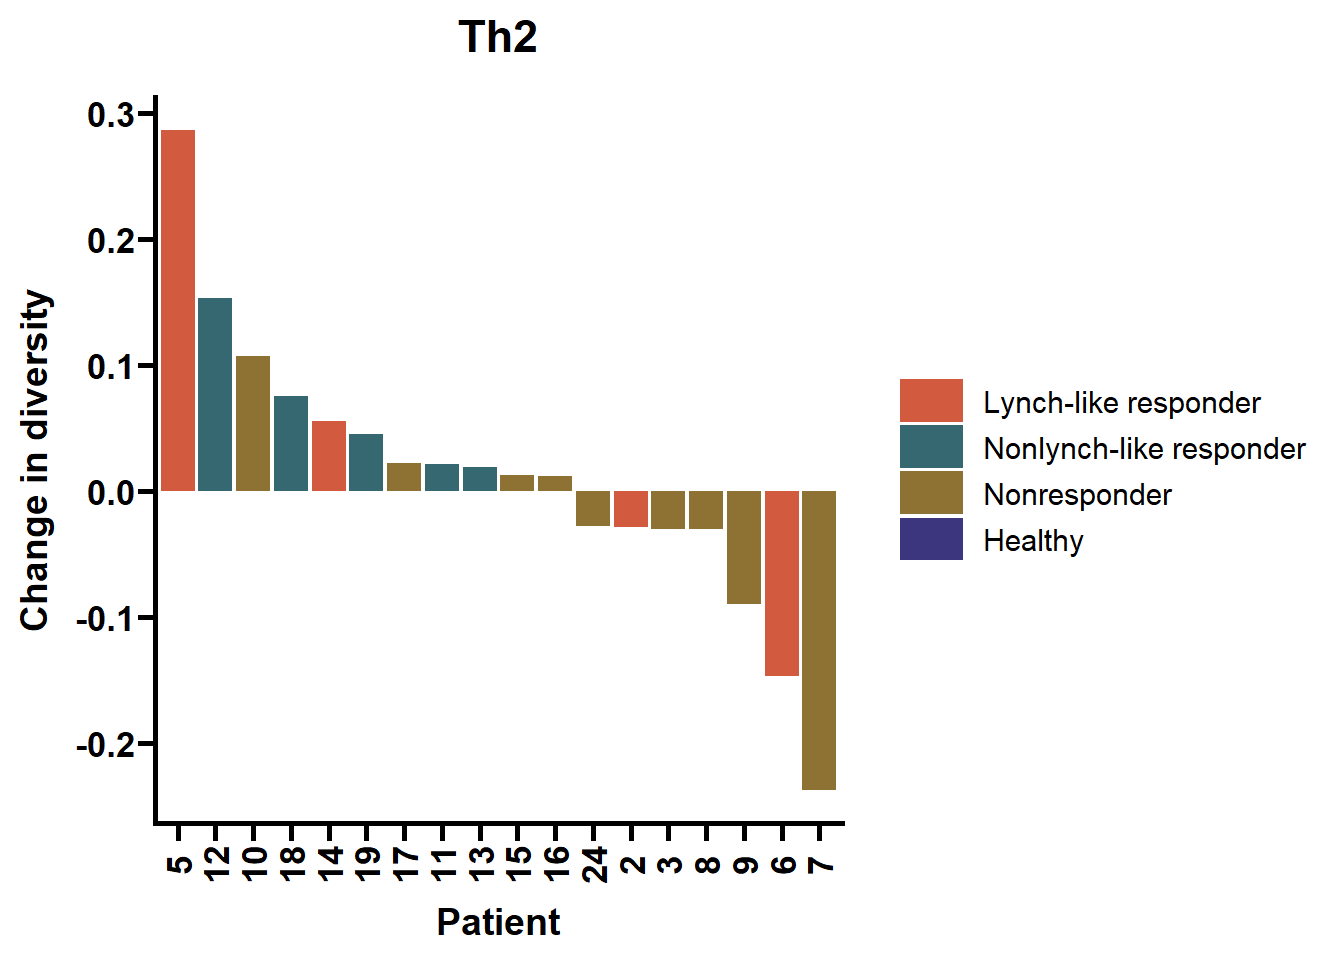 Th2
Change in diversity
0.3
0.2
0.1
0.0
-0.1
-0.2
5 12 10 18 14 19 17 11 13 15 16 24 2 3 8 9 6 7
Patient
Lynch-like responder
Nonlynch-like responder
Nonresponder
Healthy